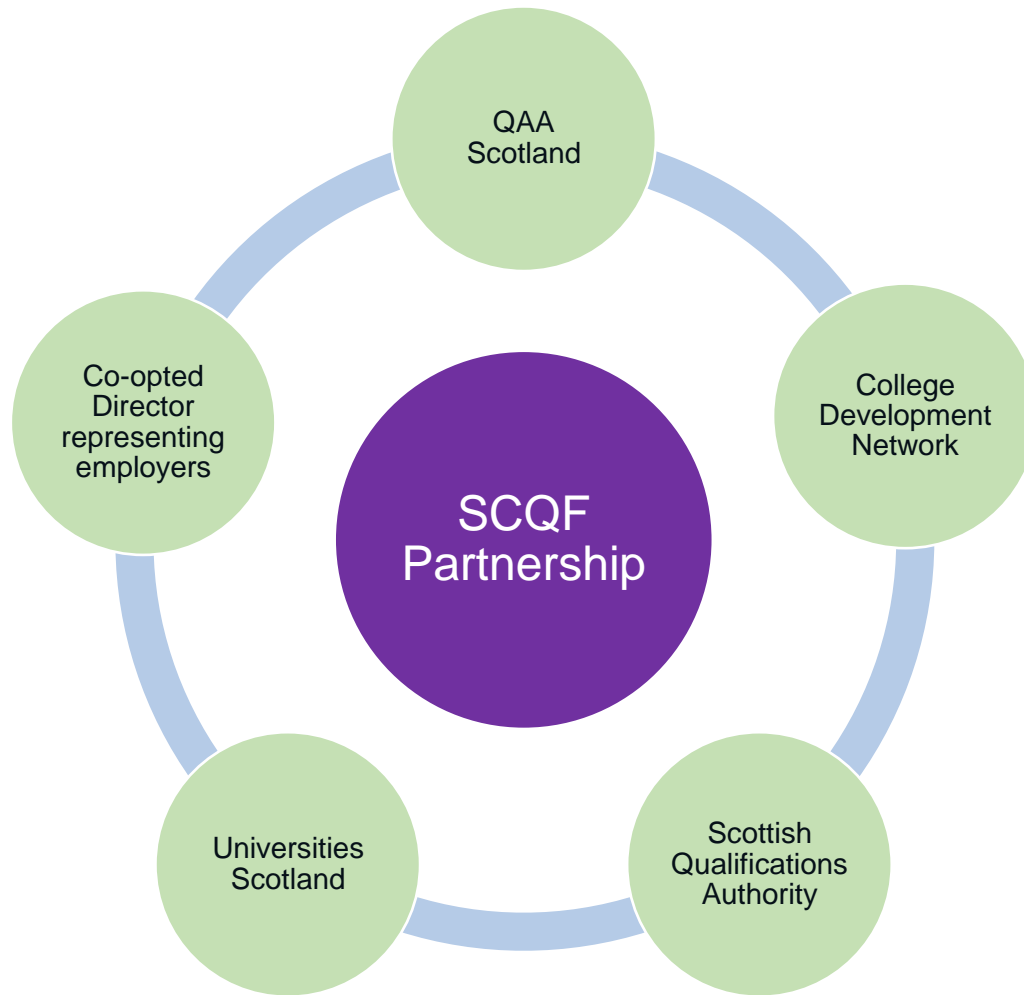 QAA
Scotland
College
Development
Network
Scottish
Qualifications
Authority
Universities
Scotland
Co-opted
Director
representing
employers
SCQF
Partnership